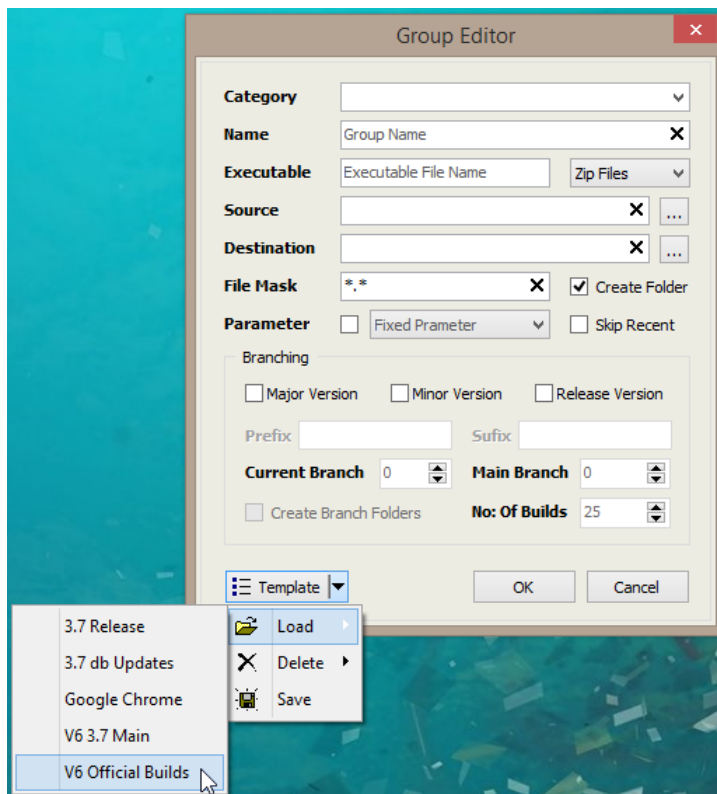 Group Editor
Category
Name Group Name
Executable Executable File Name Zip Files
Source ...
Destination ...
File Mask *.* Create Folder
Parameter Fixed Prameter Skip Recent
Branching
Major Version Minor Version Release Version
Prefix Sufix
Current Branch 0 Main Branch 0
Create Branch Folders No: Of Builds 25
Template OK Cancel
3.7 Release Load
3.7 db Updates Delete
Google Chrome Save
V6 3.7 Main
V6 Official Builds